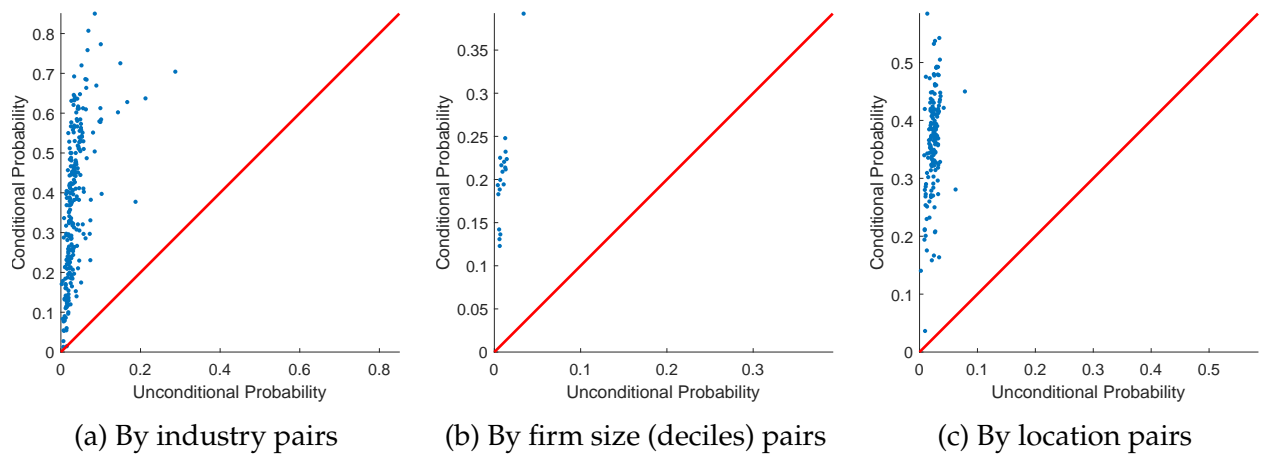 0.8
0.7
0.6
0.5
0.4
0.3
0.2
0.1
0
Conditional Probability
0 0.2 0.4 0.6 0.8
Unconditional Probability
(a) By industry pairs
0.35
0.3
0.25
0.2
0.15
0.1
0.05
0
Conditional Probability
0 0.1 0.2 0.3
Unconditional Probability
(b) By firm size (deciles) pairs
0.5
0.4
0.3
0.2
0.1
0
Conditional Probability
0 0.1 0.2 0.3 0.4 0.5
Unconditional Probability
(c) By location pairs